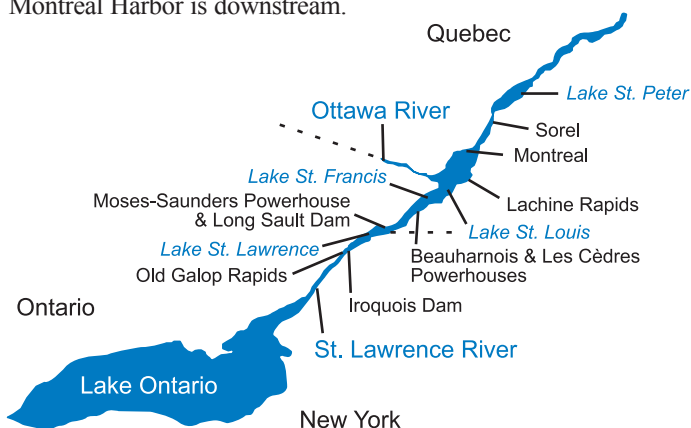 Montreal Harbor is downstream.
Quebec
Lake St. Peter
Ottawa River
Sorel
Montreal
Lake St. Francis
Moses-Saunders Powerhouse
& Long Sault Dam
Lachine Rapids
Lake St. Louis
Lake St. Lawrence
Beauharnois & Les Cèdres
Powerhouses
Old Galop Rapids
Iroquois Dam
Ontario
St. Lawrence River
Lake Ontario
New York